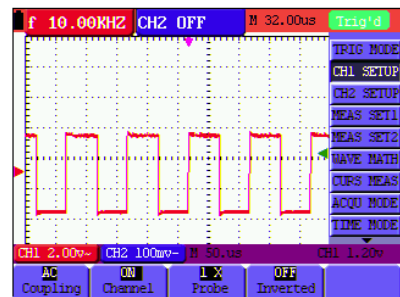 f 10.00KHZ CH2 OFF M 32.00us Trig'd
TRIG MODE
CH1 SETUP
CH2 SETUP
MEAS SET1
MEAS SET2
WAVE MATH
CURS MEAS
ACQU MODE
TIME MODE
CH1 2.00v~ CH2 100mv- M 50.us CH1 1.20v
AC ON 1 X OFF
Coupling Channel Probe Inverted